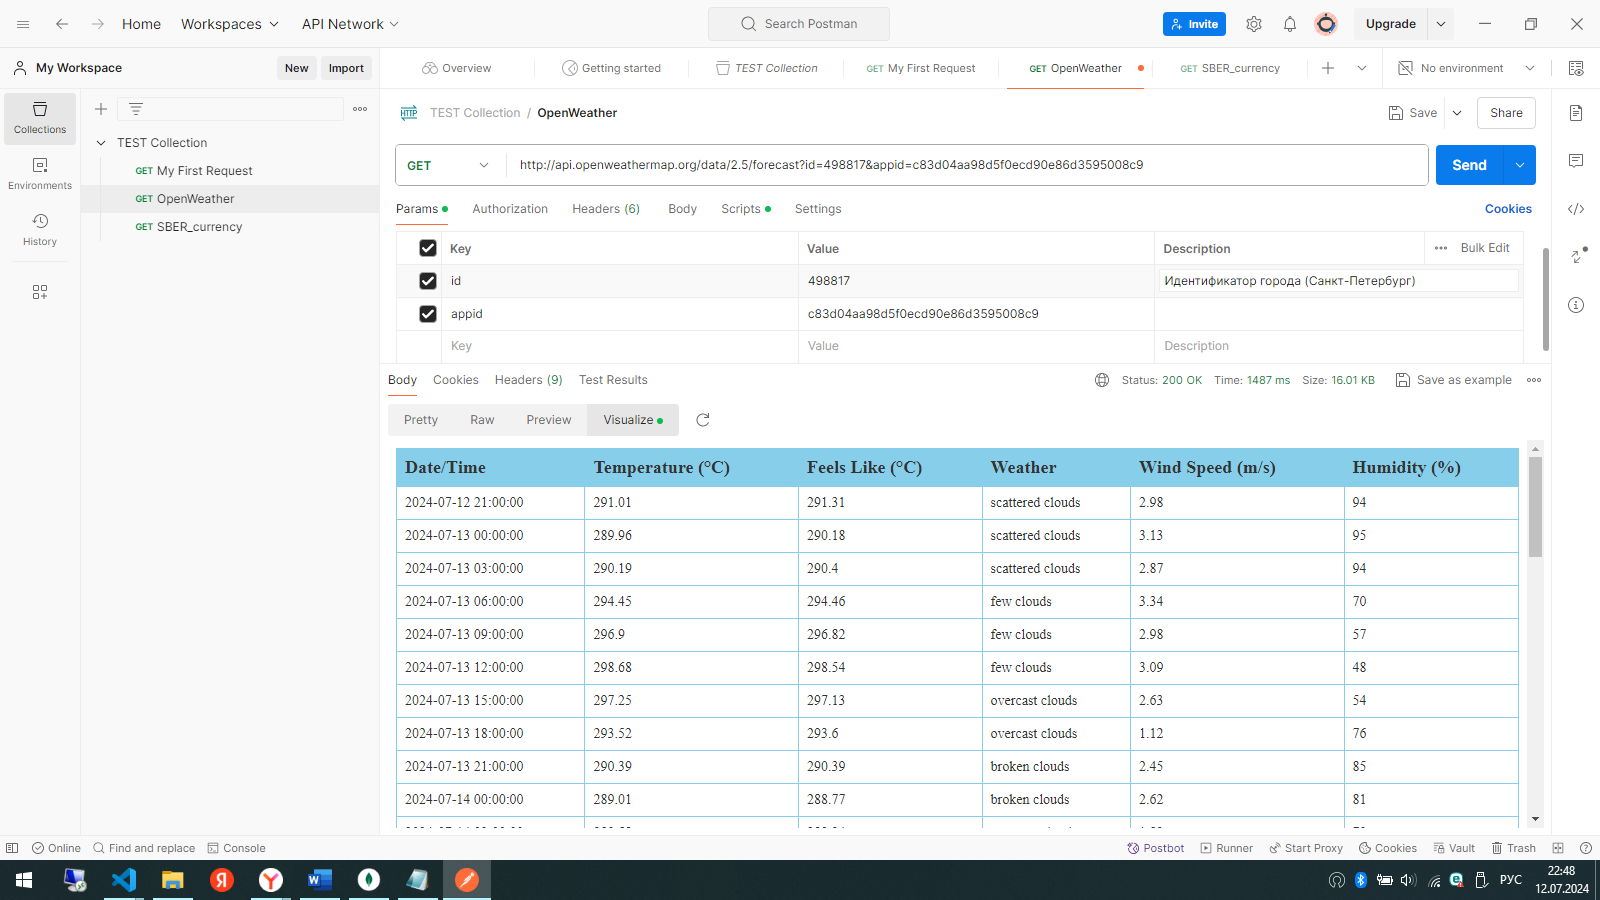 Home Workspaces API Network Search Postman Invite Upgrade
My Workspace New Import Overview Getting started TEST Collection GET My First Request GET OpenWeather GET SBER_currency No environment
Collections
Environments
History
TEST Collection
GET My First Request
GET OpenWeather
GET SBER_currency
HTTP TEST Collection / OpenWeather Save Share
GET http://api.openweathermap.org/data/2.5/forecast?id=498817&appid=c83d04aa98d5f0ecd90e86d3595008c9 Send
Params Authorization Headers (6) Body Scripts Settings Cookies
Key Value Description Bulk Edit
id 498817 Идентификатор города (Санкт-Петербург)
appid c83d04aa98d5f0ecd90e86d3595008c9
Key Value Description
Body Cookies Headers (9) Test Results Status: 200 OK Time: 1487 ms Size: 16.01 KB Save as example
Pretty Raw Preview Visualize
Date/Time Temperature (°C) Feels Like (°C) Weather Wind Speed (m/s) Humidity (%)
2024-07-12 21:00:00 291.01 291.31 scattered clouds 2.98 94
2024-07-13 00:00:00 289.96 290.18 scattered clouds 3.13 95
2024-07-13 03:00:00 290.19 290.4 scattered clouds 2.87 94
2024-07-13 06:00:00 294.45 294.46 few clouds 3.34 70
2024-07-13 09:00:00 296.9 296.82 few clouds 2.98 57
2024-07-13 12:00:00 298.68 298.54 few clouds 3.09 48
2024-07-13 15:00:00 297.25 297.13 overcast clouds 2.63 54
2024-07-13 18:00:00 293.52 293.6 overcast clouds 1.12 76
2024-07-13 21:00:00 290.39 290.39 broken clouds 2.45 85
2024-07-14 00:00:00 289.01 288.77 broken clouds 2.62 81
Online Find and replace Console Postbot Runner Start Proxy Cookies Vault Trash
РУС 22:48
12.07.2024